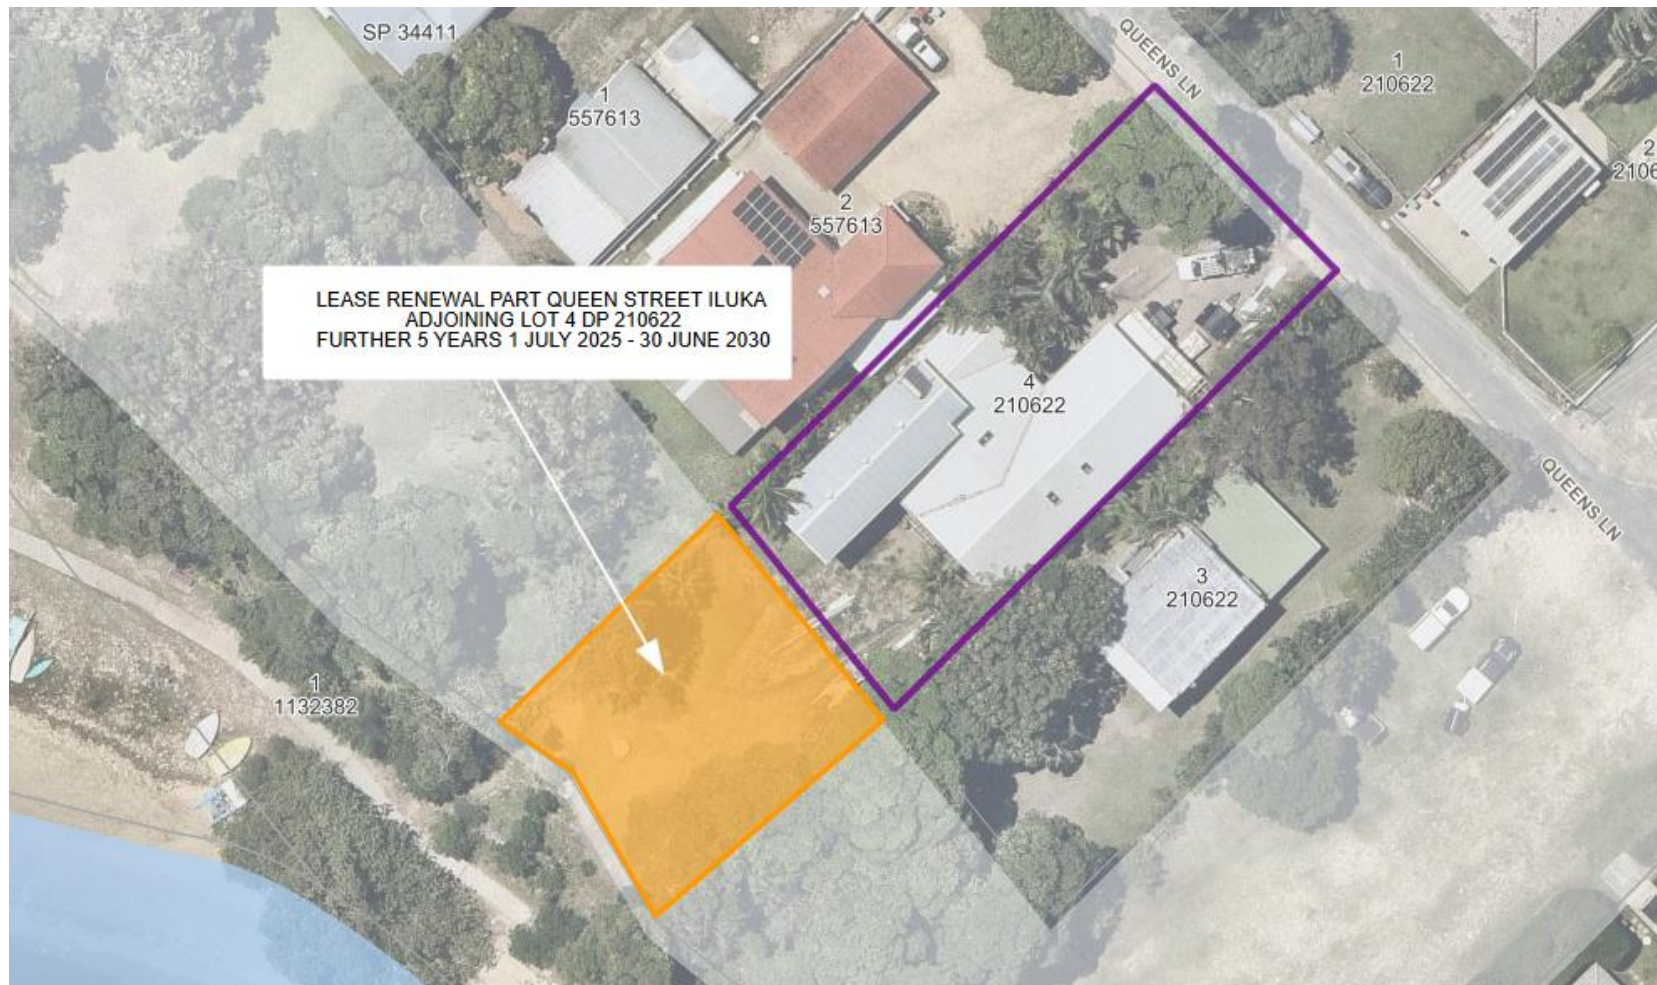 SP 34411
QUEENS LN
1
210622
1
557613
2
2106
2
557613
LEASE RENEWAL PART QUEEN STREET ILUKA
ADJOINING LOT 4 DP 210622
FURTHER 5 YEARS 1 JULY 2025 - 30 JUNE 2030
4
210622
QUEENS LN
3
210622
1
1132382